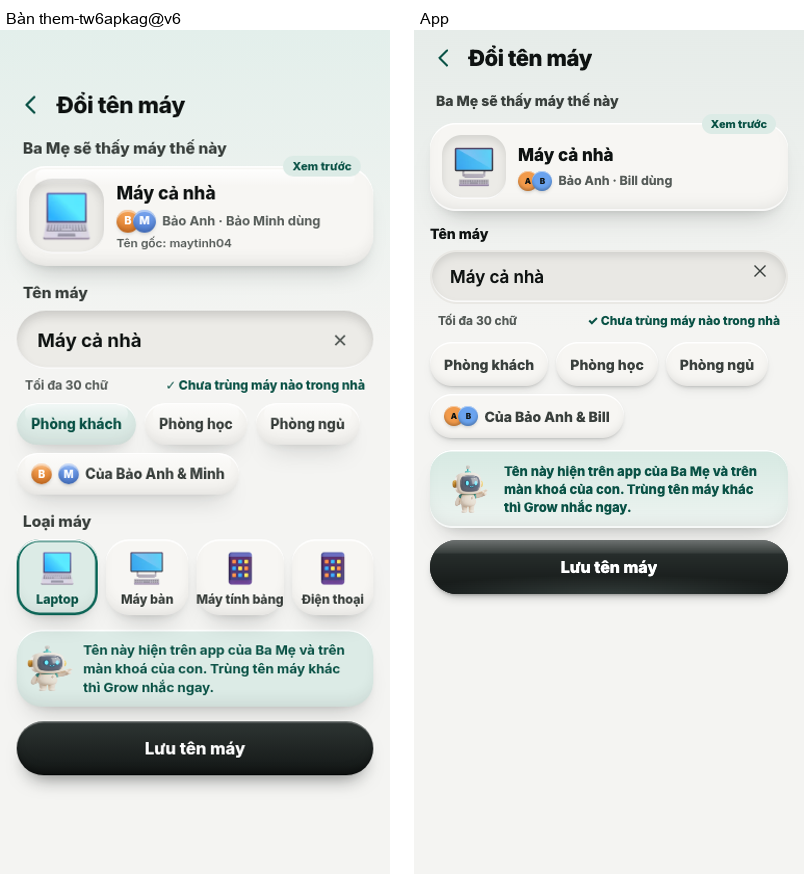 Bản them-tw6apkag@v6
Đổi tên máy
Ba Mẹ sẽ thấy máy thế này
Xem trước
Máy cả nhà
B M Bảo Anh · Bảo Minh dùng
Tên gốc: maytinh04
Tên máy
Máy cả nhà ×
Tối đa 30 chữ ✓ Chưa trùng máy nào trong nhà
Phòng khách Phòng học Phòng ngủ
B M Của Bảo Anh & Minh
Loại máy
Laptop Máy bàn Máy tính bảng Điện thoại
Tên này hiện trên app của Ba Mẹ và trên
màn khoá của con. Trùng tên máy khác
thì Grow nhắc ngay.
Lưu tên máy
App
Đổi tên máy
Ba Mẹ sẽ thấy máy thế này
Xem trước
Máy cả nhà
A B Bảo Anh · Bill dùng
Tên máy
Máy cả nhà ×
Tối đa 30 chữ ✓ Chưa trùng máy nào trong nhà
Phòng khách Phòng học Phòng ngủ
A B Của Bảo Anh & Bill
Tên này hiện trên app của Ba Mẹ và trên
màn khoá của con. Trùng tên máy khác
thì Grow nhắc ngay.
Lưu tên máy